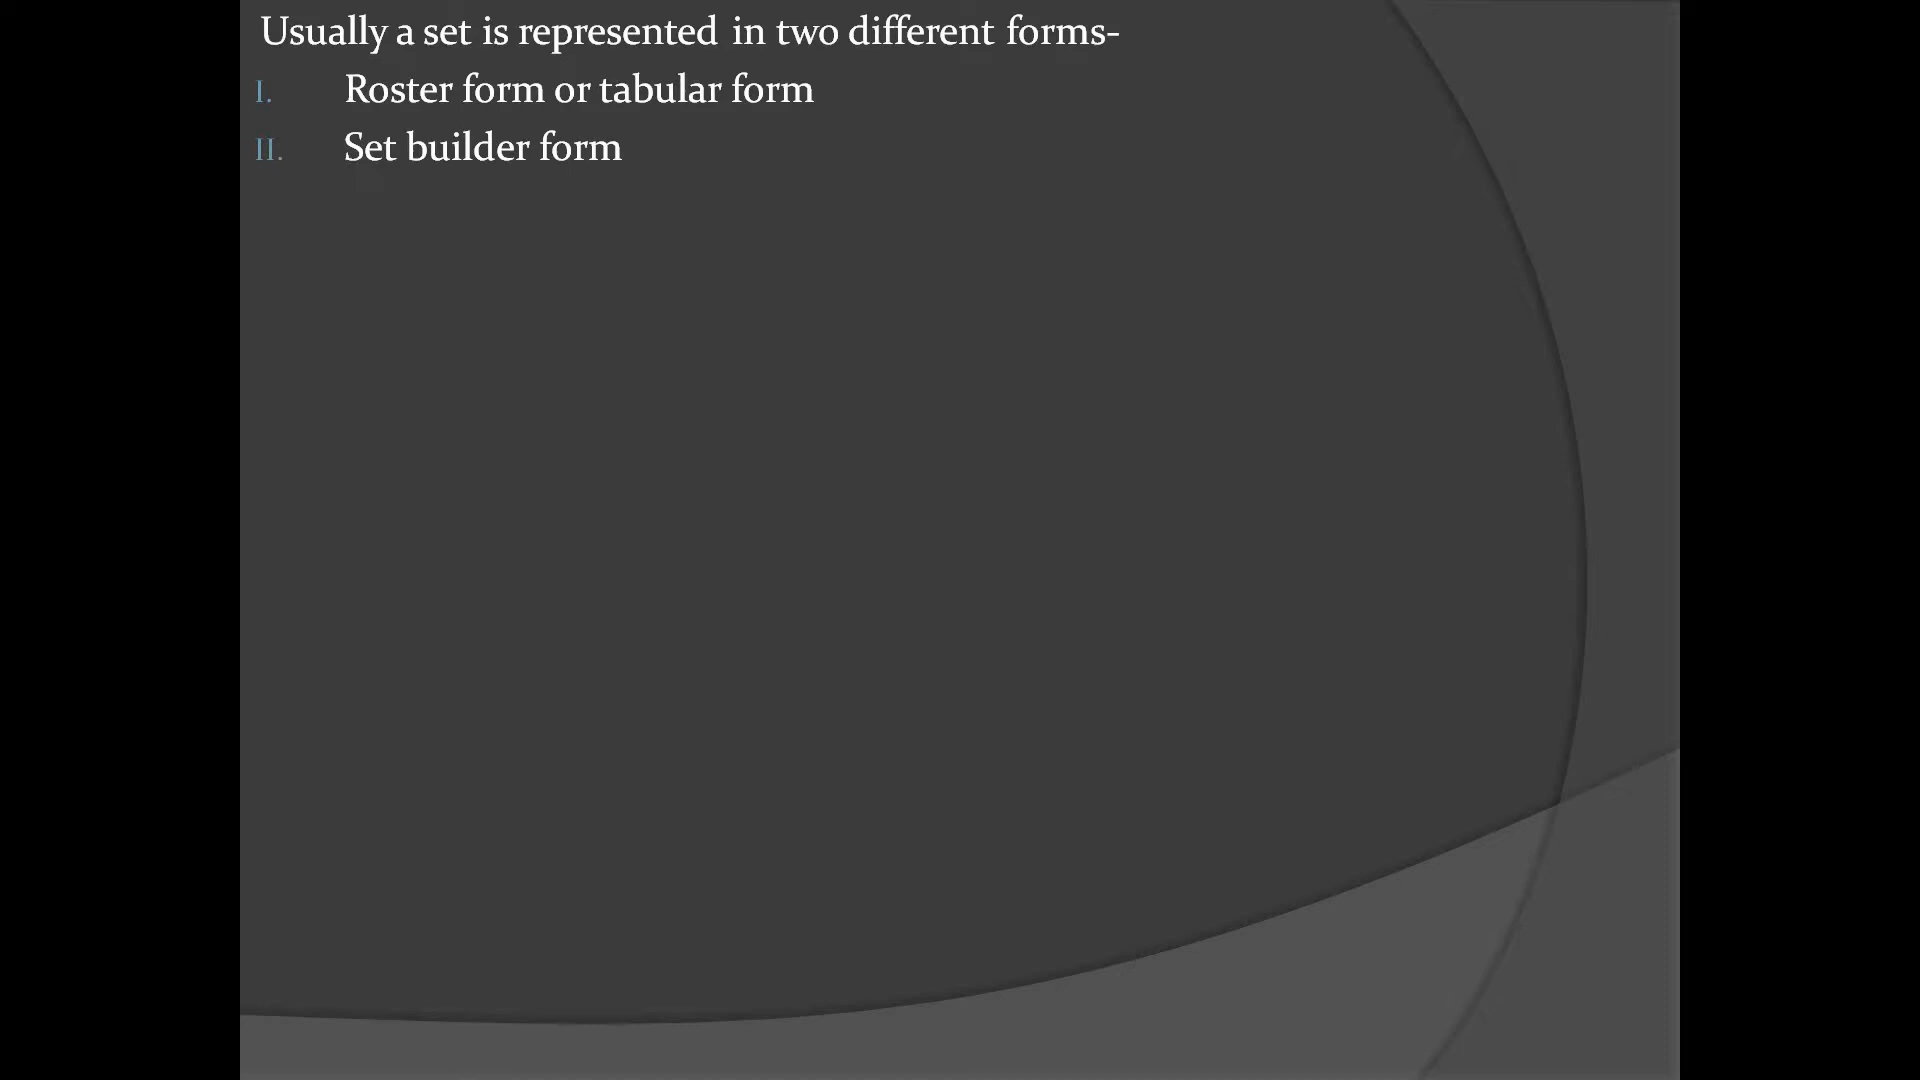 Usually a set is represented in two different forms-
I. Roster form or tabular form
II. Set builder form